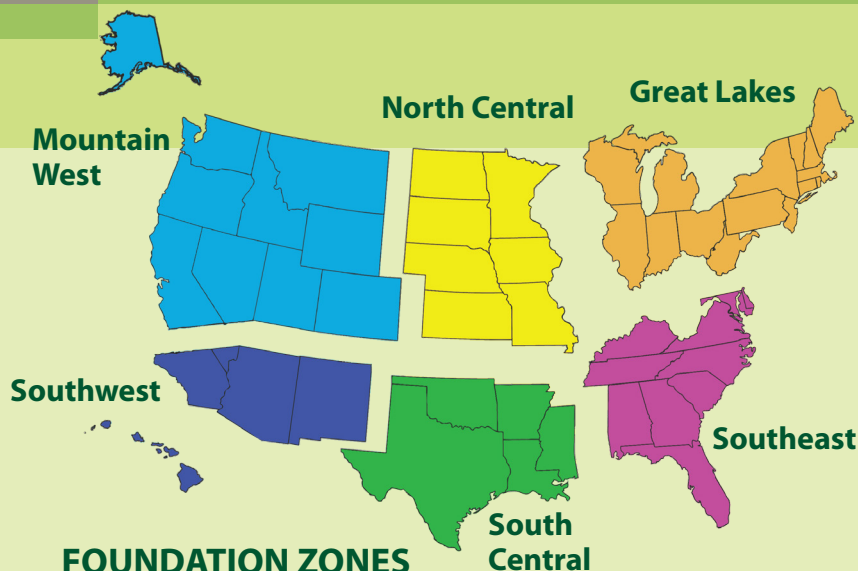 North Central
Great Lakes
Mountain
West
Southwest
Southeast
South
Central
FOUNDATION ZONES